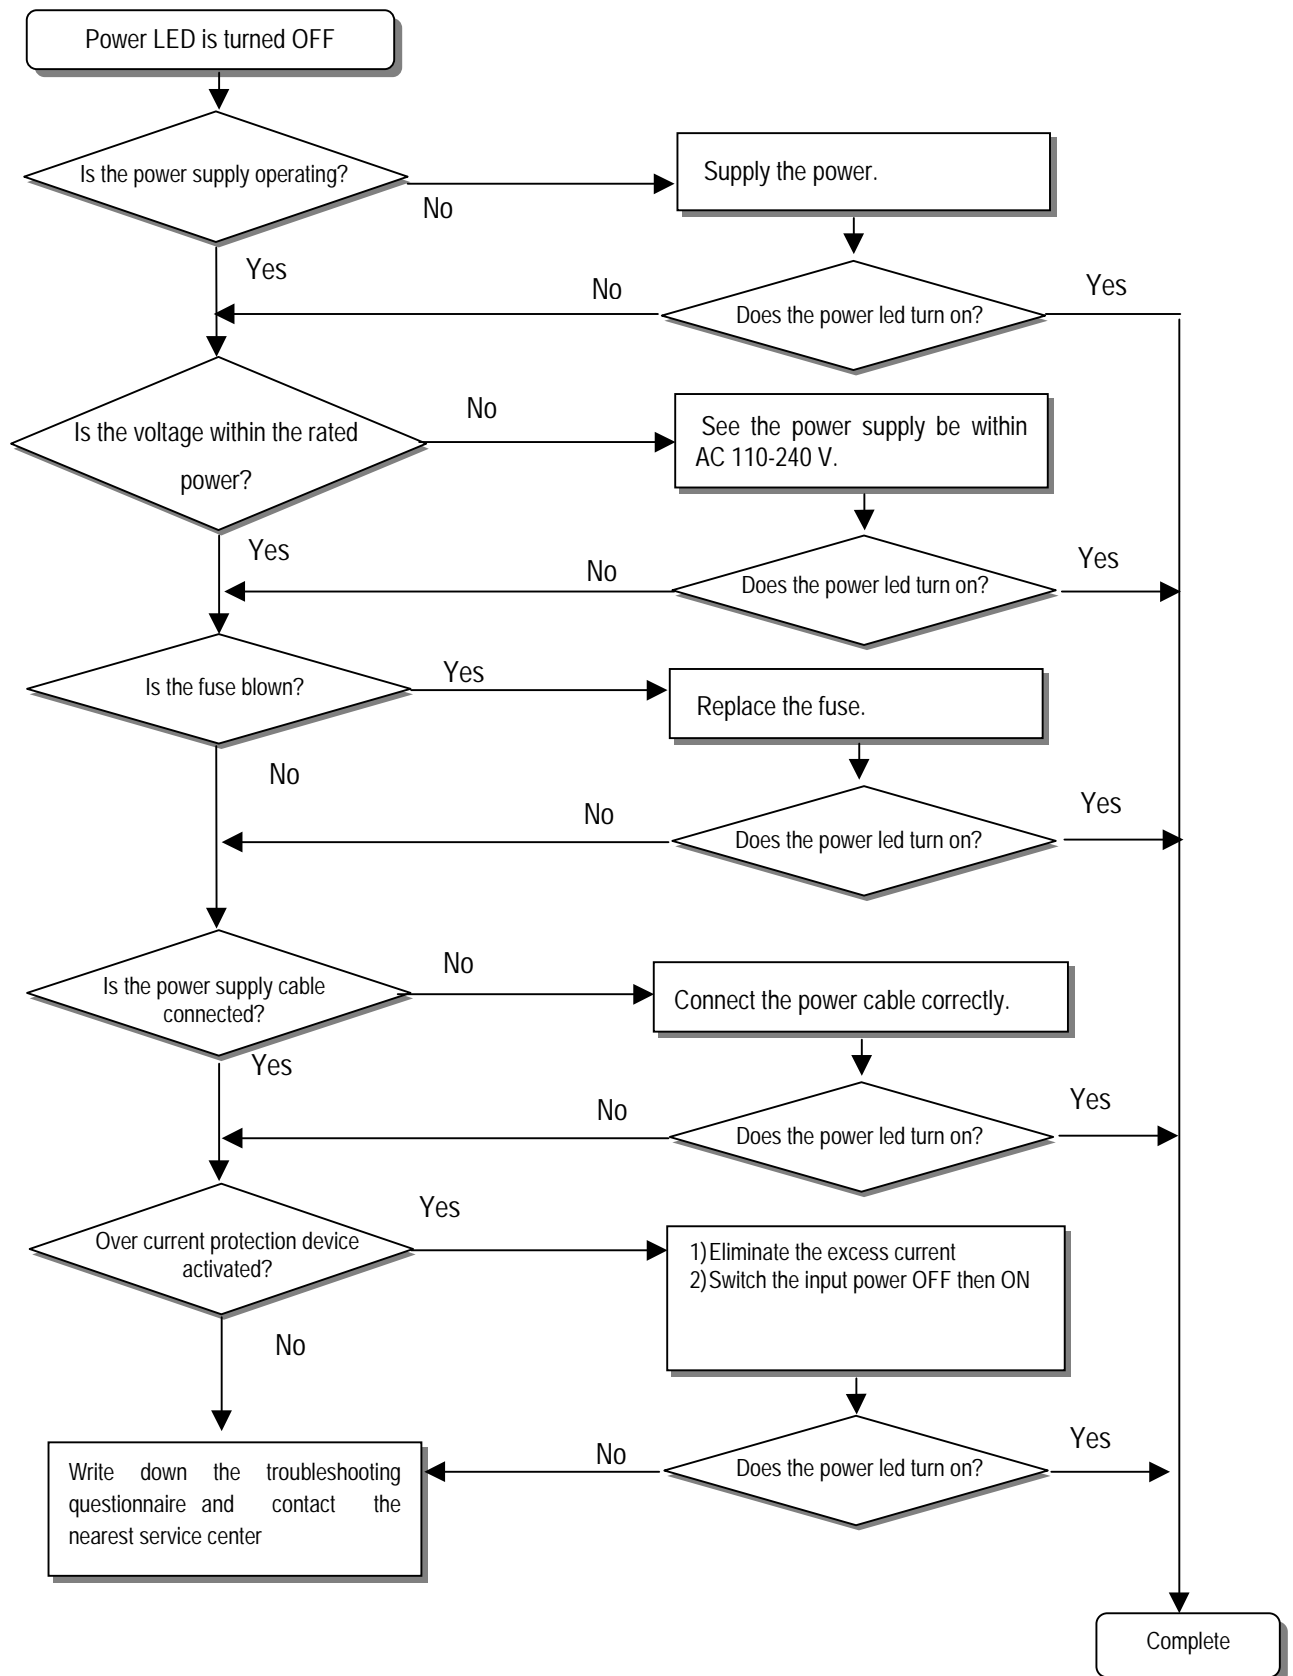 Power LED is turned OFF
Is the power supply operating?
Supply the power.
No
Yes
No
Does the power led turn on?
Yes
Is the voltage within the rated
power?
No
See the power supply be within
AC 110-240 V.
Yes
No
Does the power led turn on?
Yes
Is the fuse blown?
Yes
Replace the fuse.
No
No
Does the power led turn on?
Yes
Is the power supply cable
connected?
No
Connect the power cable correctly.
Yes
No
Does the power led turn on?
Yes
Over current protection device
activated?
Yes
1)Eliminate the excess current
2)Switch the input power OFF then ON
No
No
Does the power led turn on?
Yes
Write down the troubleshooting
questionnaire and contact the
nearest service center
Complete